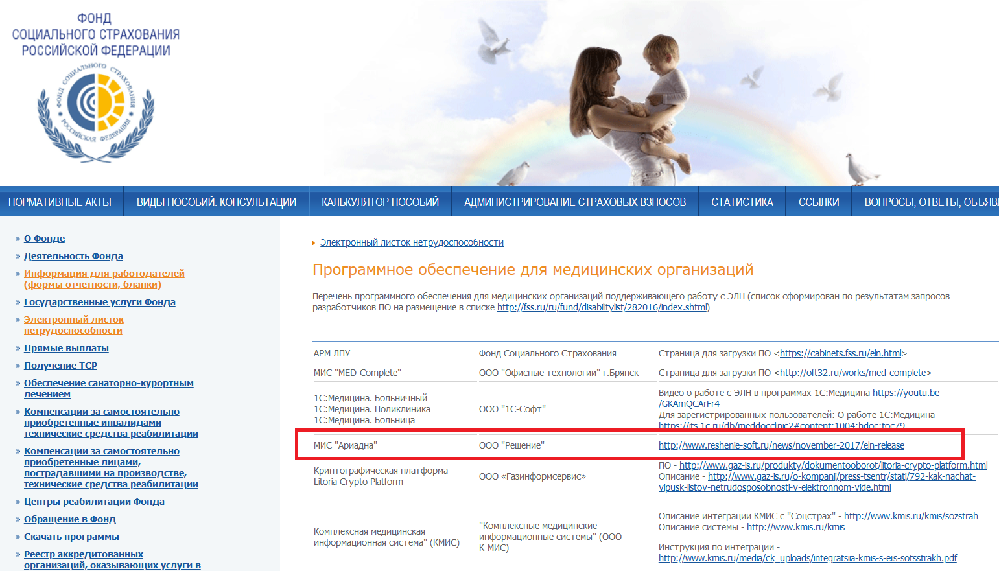 ФОНД
СОЦИАЛЬНОГО СТРАХОВАНИЯ
РОССИЙСКОЙ ФЕДЕРАЦИИ
ФОНД СОЦИАЛЬНОГО СТРАХОВАНИЯ
РОССИЙСКАЯ ФЕДЕРАЦИЯ
НОРМАТИВНЫЕ АКТЫ
ВИДЫ ПОСОБИЙ. КОНСУЛЬТАЦИИ
КАЛЬКУЛЯТОР ПОСОБИЙ
АДМИНИСТРИРОВАНИЕ СТРАХОВЫХ ВЗНОСОВ
СТАТИСТИКА
ССЫЛКИ
ВОПРОСЫ, ОТВЕТЫ, ОБЪЯВ
О Фонде
Деятельность Фонда
Информация для работодателей
(формы отчетности, бланки)
Государственные услуги Фонда
Электронный листок
нетрудоспособности
Прямые выплаты
Получение ТСР
Обеспечение санаторно-курортным
лечением
Компенсации за самостоятельно
приобретенные инвалидами
технические средства реабилитации
Компенсации за самостоятельно
приобретенные лицами,
пострадавшими на производстве,
технические средства реабилитации
Центры реабилитации Фонда
Обращение в Фонд
Скачать программы
Реестр аккредитованных
организаций, оказывающих услуги в
Электронный листок нетрудоспособности
Программное обеспечение для медицинских организаций
Перечень программного обеспечения для медицинских организаций поддерживающего работу с ЭЛН (список сформирован по результатам запросов
разработчиков ПО на размещение в списке http://fss.ru/ru/fund/disabilitylist/282016/index.shtml)
АРМ ЛПУ
Фонд Социального Страхования
Страница для загрузки ПО <https://cabinets.fss.ru/eln.html>
МИС "MED-Complete"
ООО "Офисные технологии" г.Брянск
Страница для загрузки ПО <http://oft32.ru/works/med-complete>
1С:Медицина. Больничный
1С:Медицина. Поликлиника
1С:Медицина. Больница
ООО "1С-Софт"
Видео о работе с ЭЛН в программах 1С:Медицина https://youtu.be
/GKAmQCArFr4
Для зарегистрированных пользователей: О работе 1С:Медицина
https://its.1c.ru/db/meddocclinic2#content:1004:hdoc:toc79
МИС "Ариадна"
ООО "Решение"
http://www.reshenie-soft.ru/news/november-2017/eln-release
Криптографическая платформа
Litoria Crypto Platform
ООО «Газинформсервис»
ПО - http://www.gaz-is.ru/produkty/dokumentooborot/litoria-crypto-platform.html
Описание - http://www.gaz-is.ru/o-kompanii/press-tsentr/stati/792-kak-nachat-
vipusk-listov-netrudosposobnosti-v-elektronnom-vide.html
Комплексная медицинская
информационная система" (КМИС)
"Комплексные медицинские
информационные системы" (ООО
К-МИС)
Описание интеграции КМИС с "Соцстрах" - http://www.kmis.ru/kmis/sozstrah
Описание системы - http://www.kmis.ru/kmis
Инструкция по интеграции -
http://www.kmis.ru/media/ck_uploads/integratsiia-kmis-s-eiis-sotsstrakh.pdf